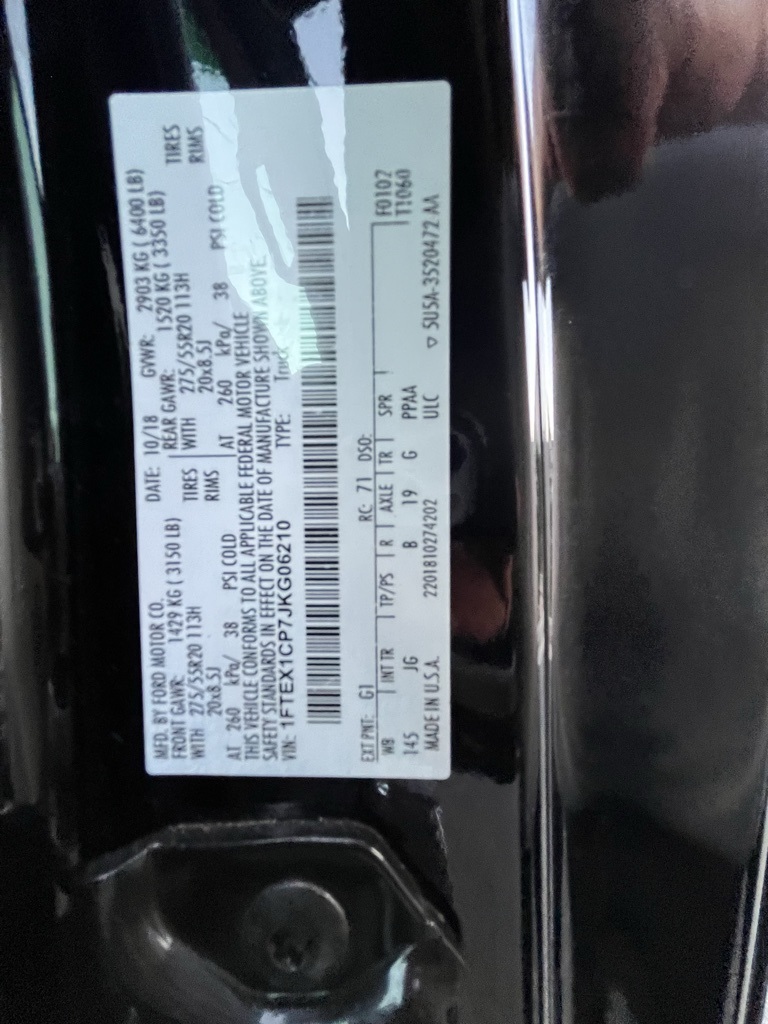 MFD. BY FORD MOTOR CO.
DATE: 10/18 GVWR: 2903 KG ( 6400 LB)
FRONT GAWR: 1429 KG ( 3150 LB) REAR GAWR: 1520 KG ( 3350 LB)
WITH 275/55R20 113H TIRES WITH 275/55R20 113H TIRES
20x8.5J RIMS 20x8.5J RIMS
AT 260 kPa/ 38 PSI COLD AT 260 kPa/ 38 PSI COLD
THIS VEHICLE CONFORMS TO ALL APPLICABLE FEDERAL MOTOR VEHICLE
SAFETY STANDARDS IN EFFECT ON THE DATE OF MANUFACTURE SHOWN ABOVE.
VIN: 1FTEX1CP7JKG06210 TYPE: Truck
EXT PNT: G1 RC: 71 DSO: F0102
WB INT TR TP/PS R AXLE TR SPR T1060
145 JG B 19 G PPAA
MADE IN U.S.A. 2201810274202 ULC ▽ 5U5A-3520472 AA